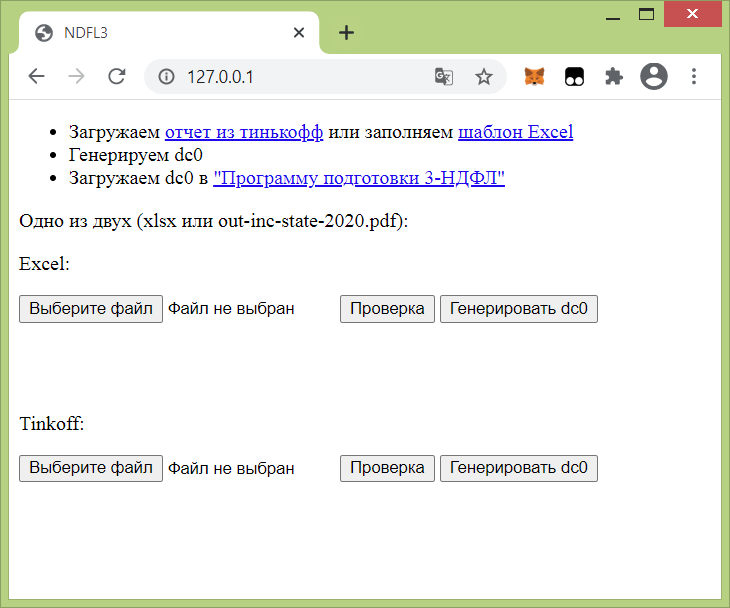 NDFL3
127.0.0.1
Загружаем отчет из тинькофф или заполняем шаблон Excel
Генерируем dc0
Загружаем dc0 в "Программу подготовки 3-НДФЛ"
Одно из двух (xlsx или out-inc-state-2020.pdf):
Excel:
Выберите файл Файл не выбран Проверка Генерировать dc0
Tinkoff:
Выберите файл Файл не выбран Проверка Генерировать dc0